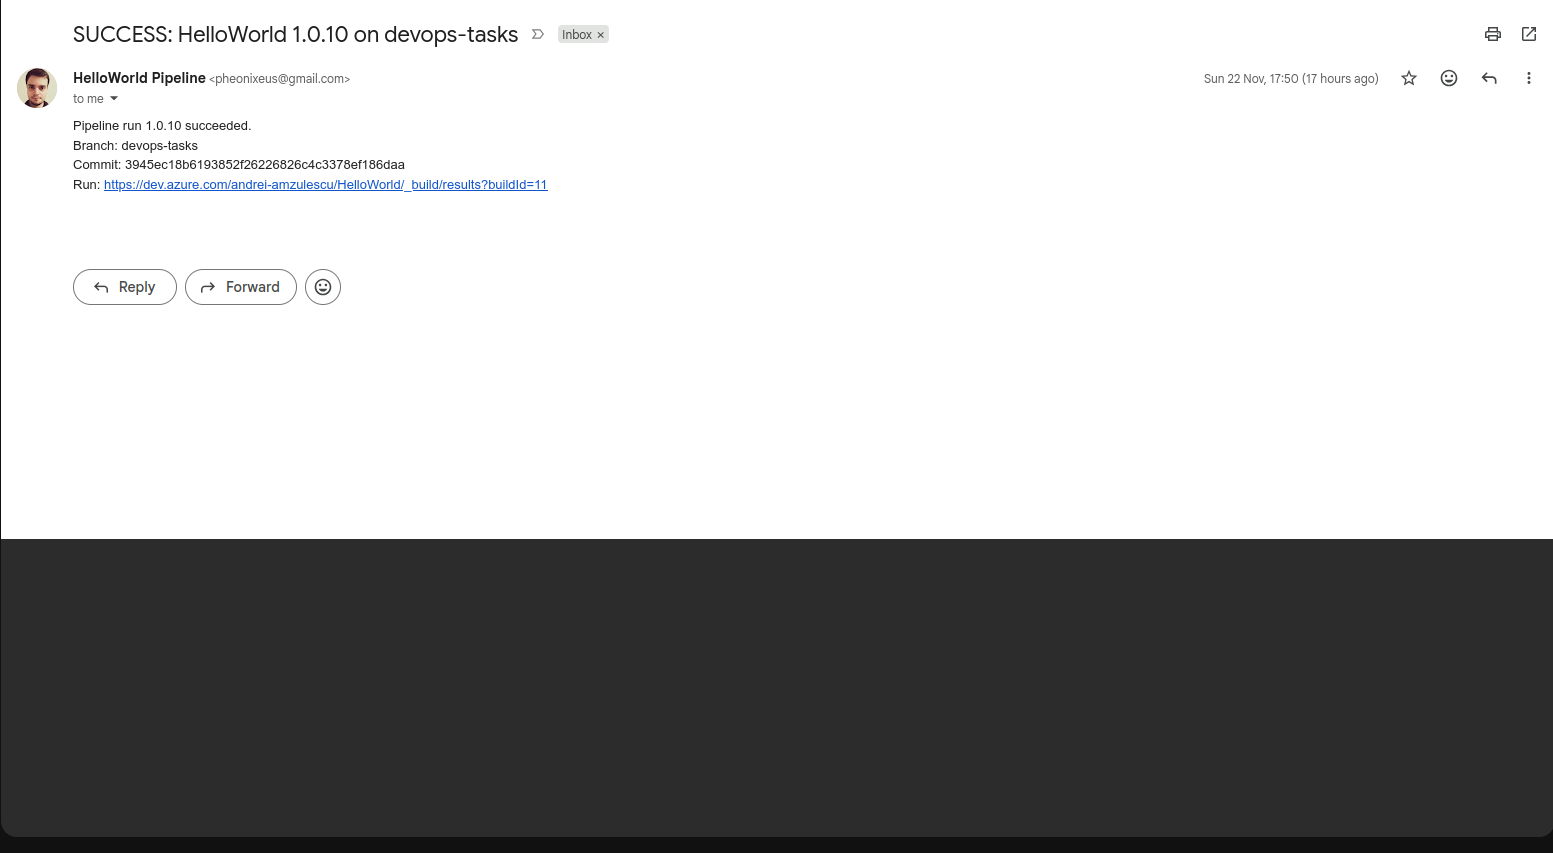 SUCCESS: HelloWorld 1.0.10 on devops-tasks Inbox ×
HelloWorld Pipeline <pheonixeus@gmail.com> Sun 22 Nov, 17:50 (17 hours ago)
to me
Pipeline run 1.0.10 succeeded.
Branch: devops-tasks
Commit: 3945ec18b6193852f26226826c4c3378ef186daa
Run: https://dev.azure.com/andrei-amzulescu/HelloWorld/_build/results?buildId=11
Reply Forward